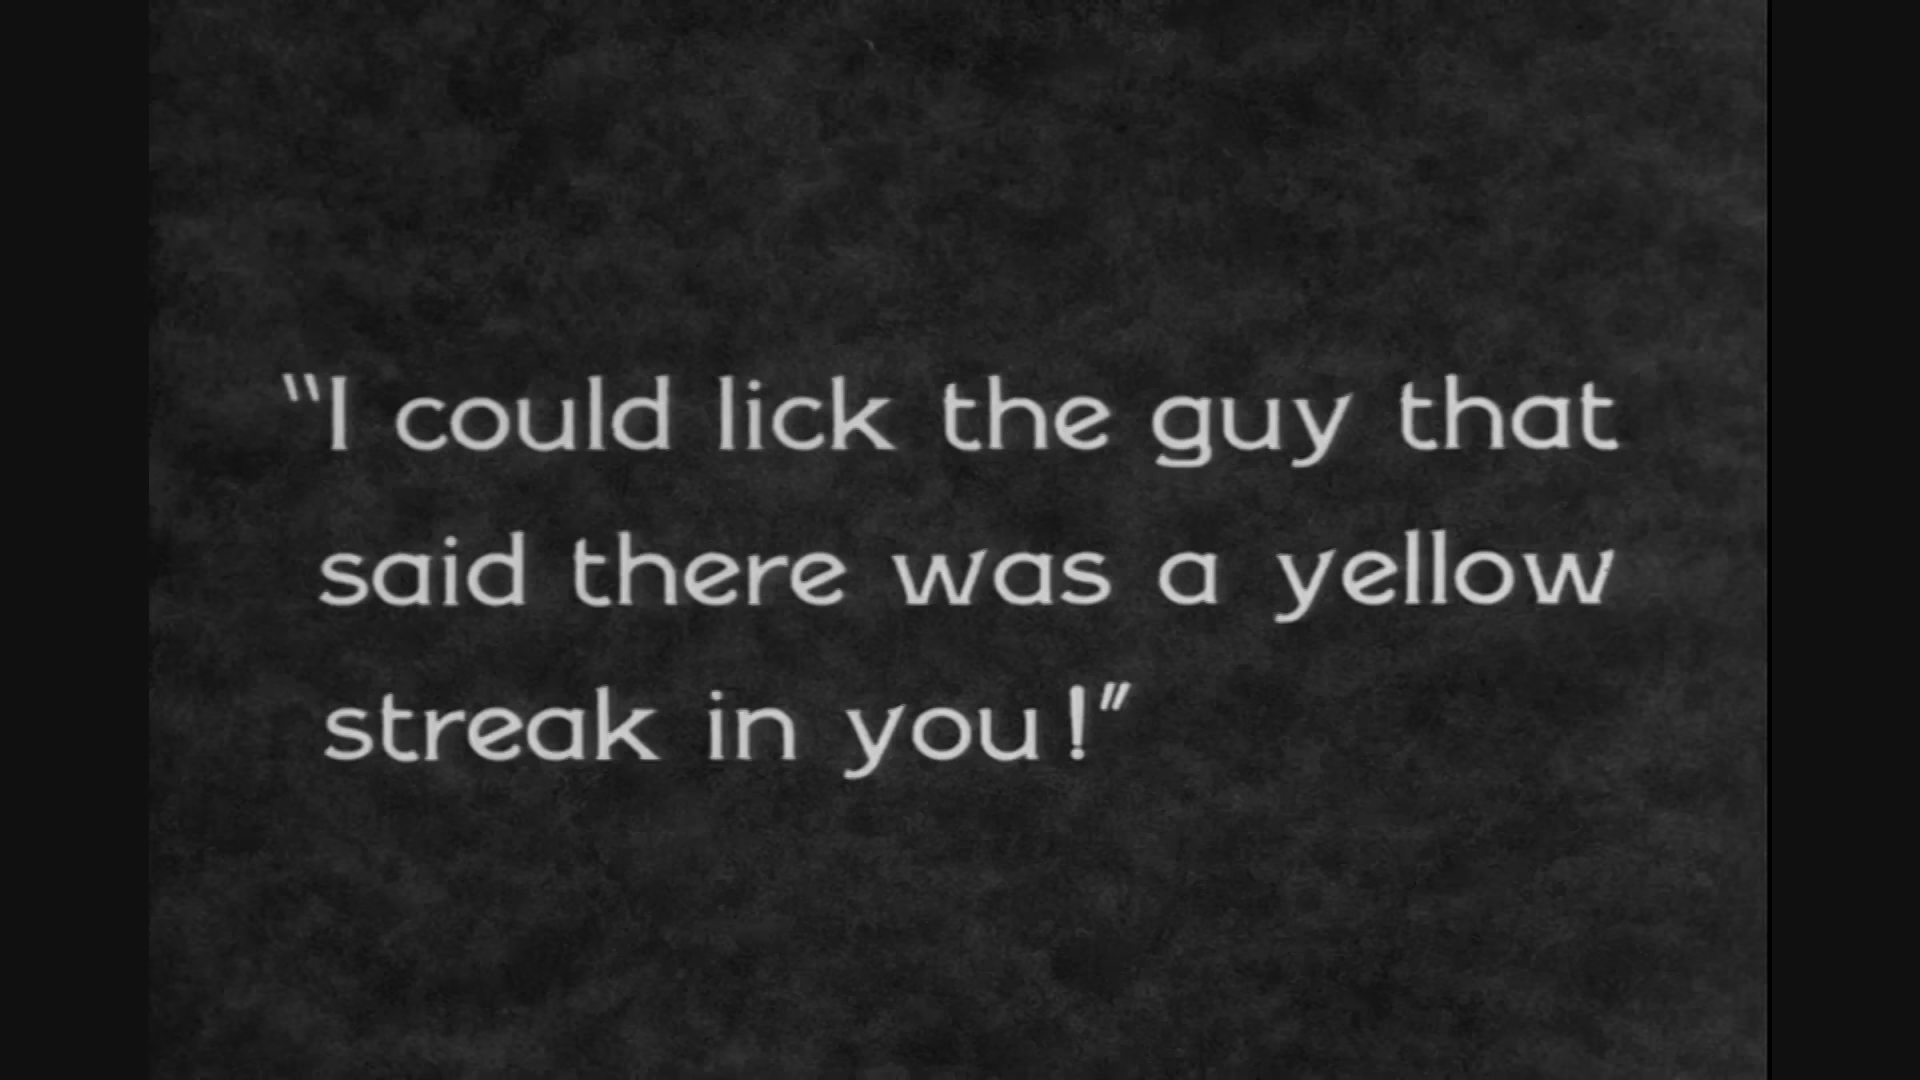 “I could lick the guy that
said there was a yellow
streak in you!”